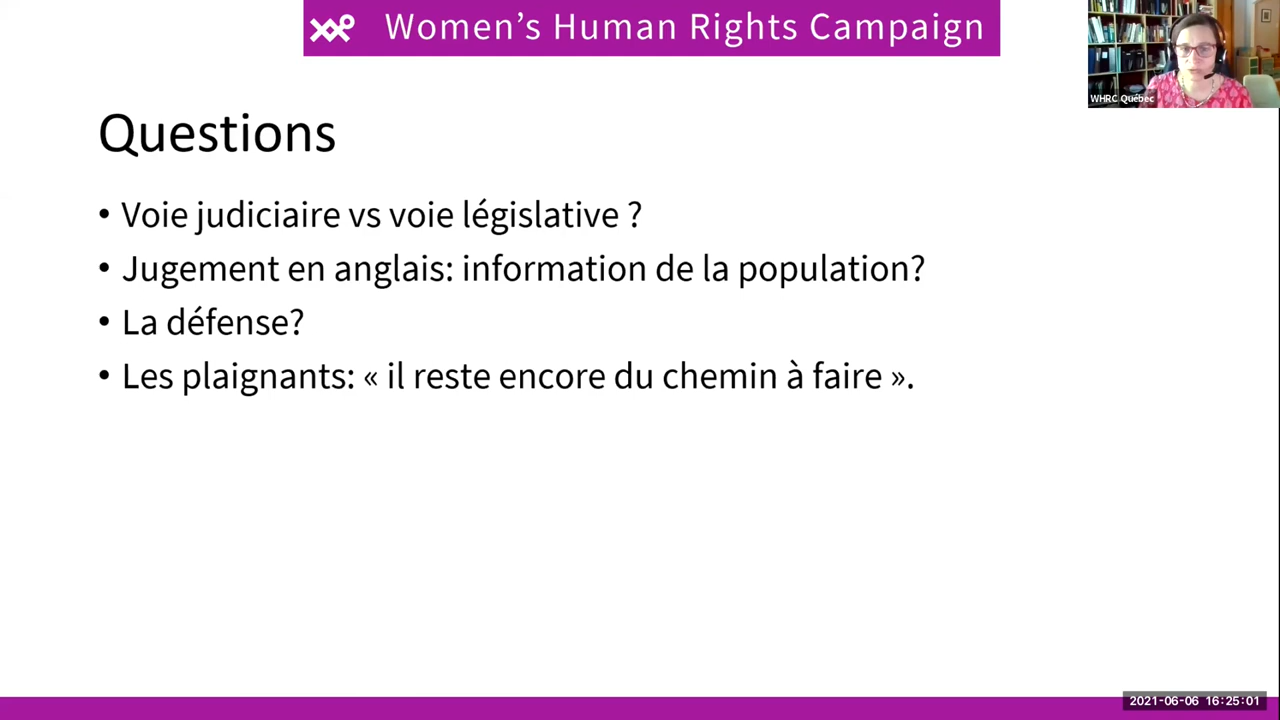 Women's Human Rights Campaign
WHRC Québec
Questions
• Voie judiciaire vs voie législative ?
• Jugement en anglais: information de la population?
• La défense?
• Les plaignants: « il reste encore du chemin à faire ».
2021-06-06 16:25:01